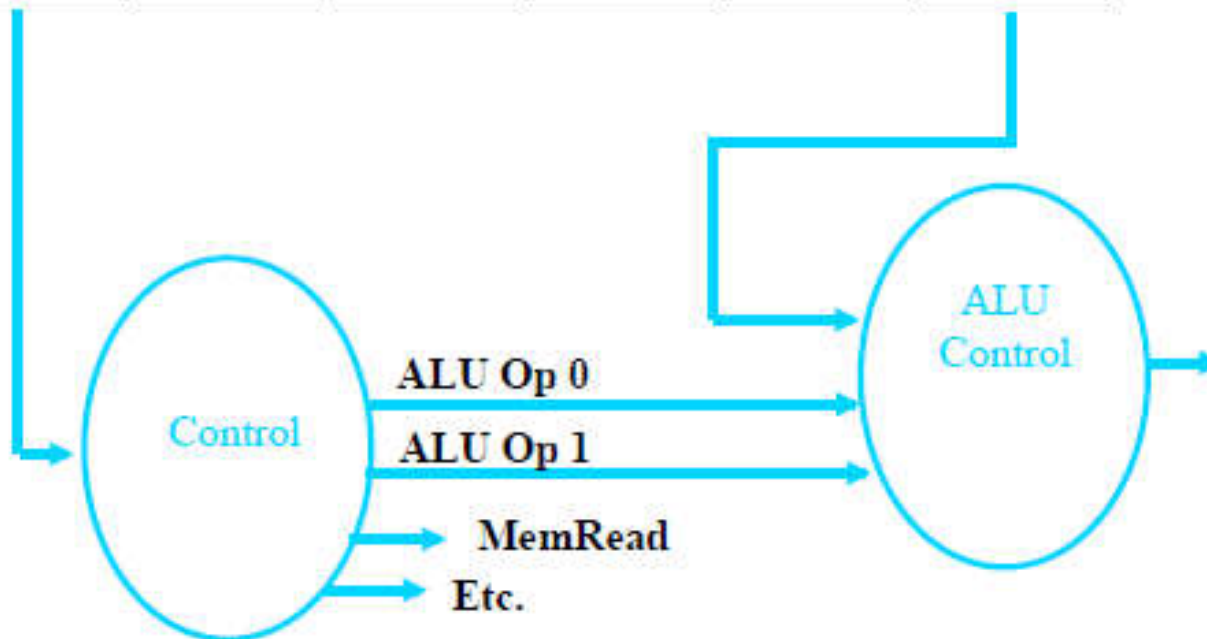 ALU
Control
ALU Op 0
Control
ALU Op 1
MemRead
Etc.